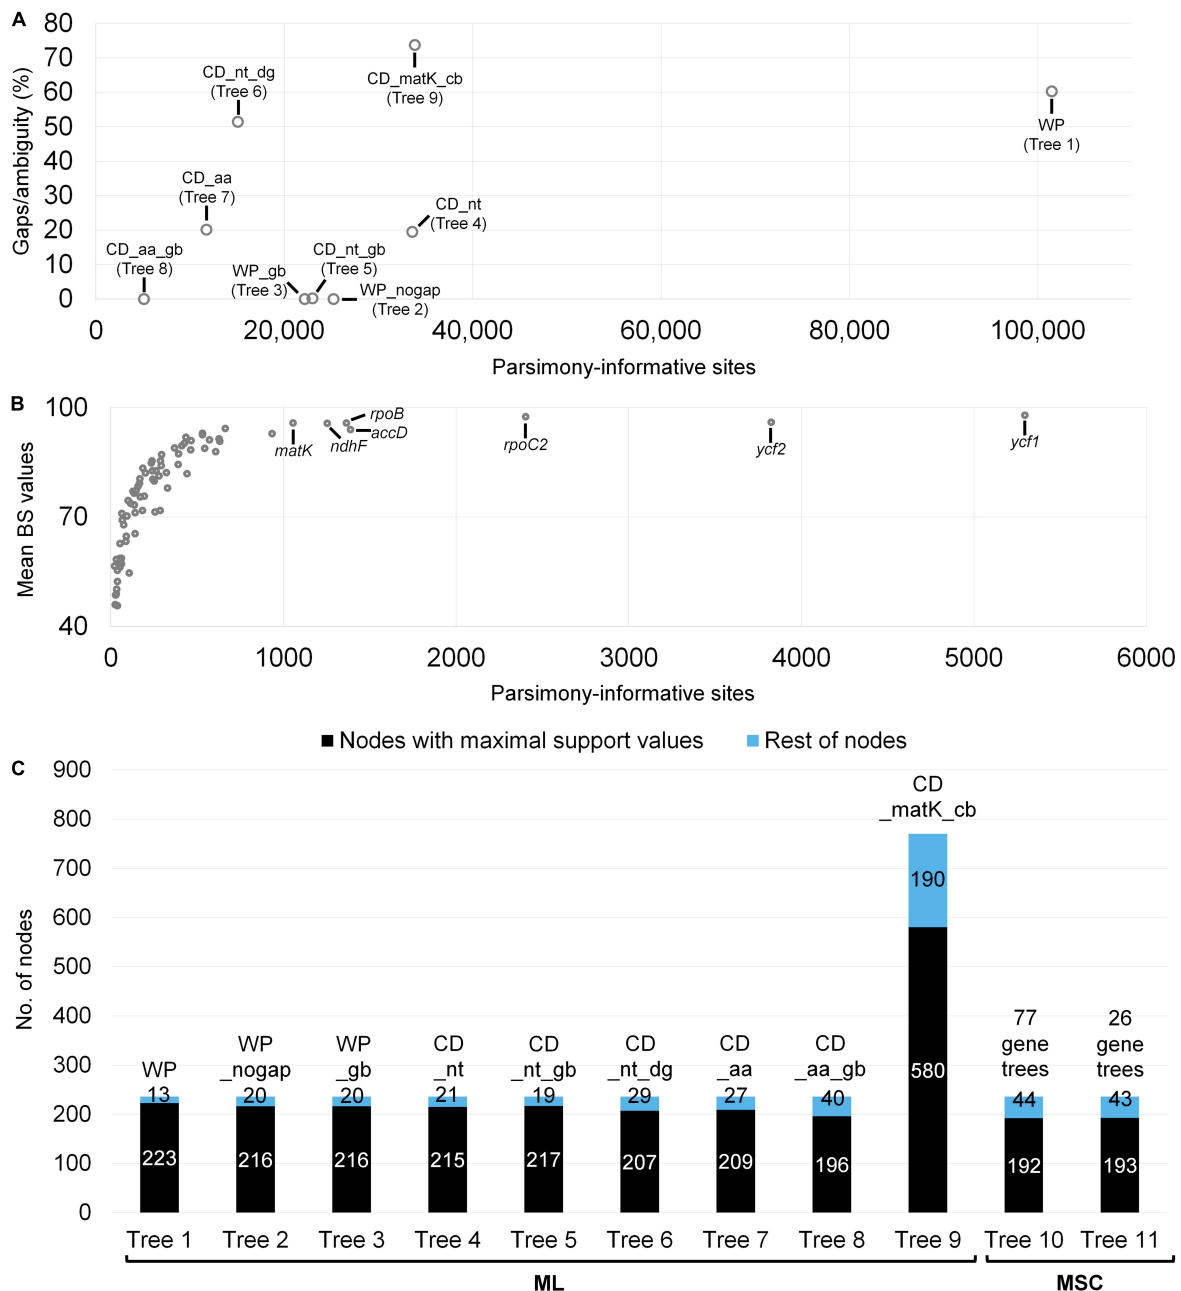 A
Gaps/ambiguity (%)
80
70
60
50
40
30
20
10
0
CD_nt_dg
(Tree 6)
CD_matK_cb
(Tree 9)
WP
(Tree 1)
CD_aa
(Tree 7)
CD_nt
(Tree 4)
CD_aa_gb
(Tree 8)
WP_gb
(Tree 3)
CD_nt_gb
(Tree 5)
WP_nogap
(Tree 2)
0 20,000 40,000 60,000 80,000 100,000
Parsimony-informative sites
B
Mean BS values
100
70
40
matK
ndhF
rpoB
accD
rpoC2
ycf2
ycf1
0 1000 2000 3000 4000 5000 6000
Parsimony-informative sites
Nodes with maximal support values Rest of nodes
C
No. of nodes
900
800
700
600
500
400
300
200
100
0
WP
13
223
WP
_nogap
20
216
WP
_gb
20
216
CD
_nt
21
215
CD
_nt_gb
19
217
CD
_nt_dg
29
207
CD
_aa
27
209
CD
_aa_gb
40
196
CD
_matK_cb
190
580
77
gene
trees
44
192
26
gene
trees
43
193
Tree 1 Tree 2 Tree 3 Tree 4 Tree 5 Tree 6 Tree 7 Tree 8 Tree 9 Tree 10 Tree 11
ML MSC